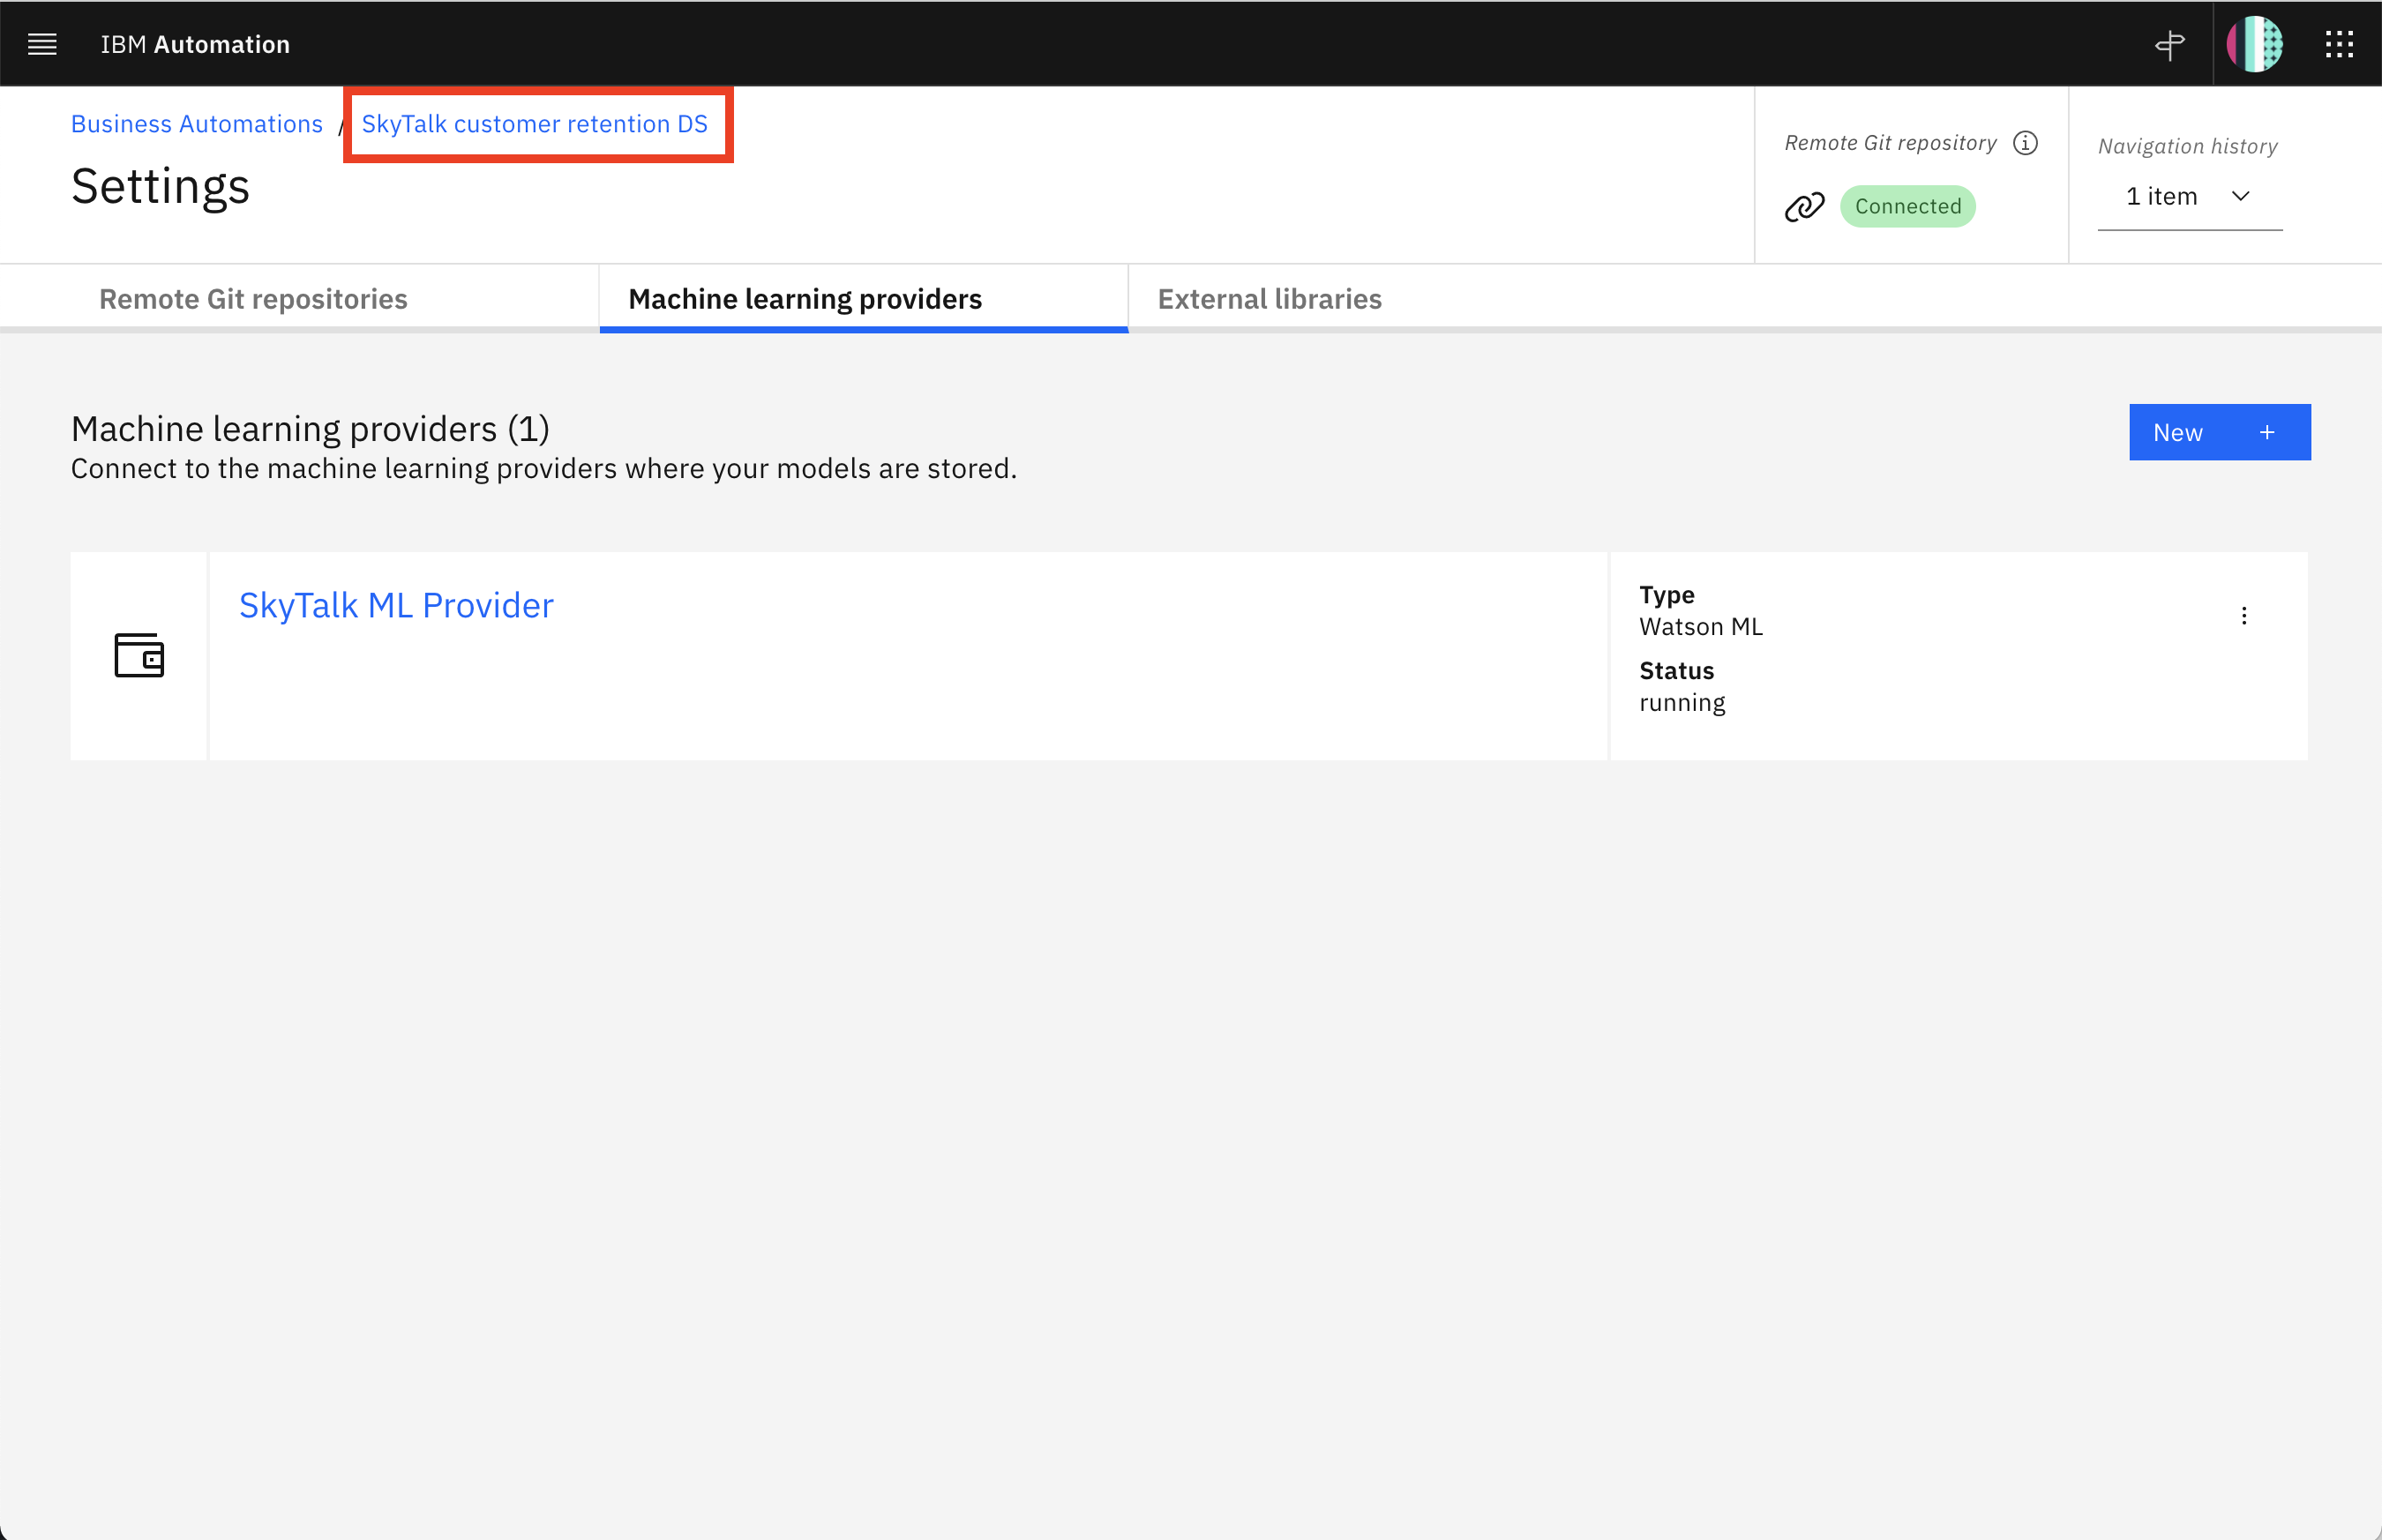 IBM Automation
Business Automations / SkyTalk customer retention DS
Settings
Remote Git repository
Connected
Navigation history
1 item
Remote Git repositories
Machine learning providers
External libraries
Machine learning providers (1)
Connect to the machine learning providers where your models are stored.
New +
SkyTalk ML Provider
Type
Watson ML
Status
running